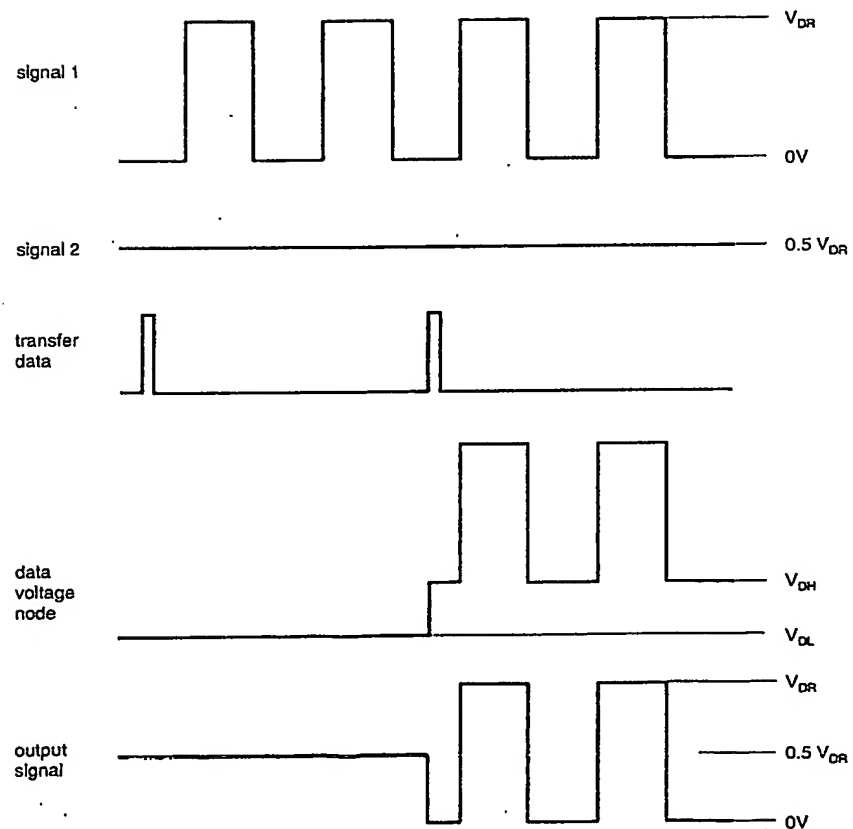 V_DR
signal 1
0V
signal 2
0.5 V_DR
transfer
data
data
voltage
node
V_DH
V_DL
V_DR
output
signal
0.5 V_DR
0V